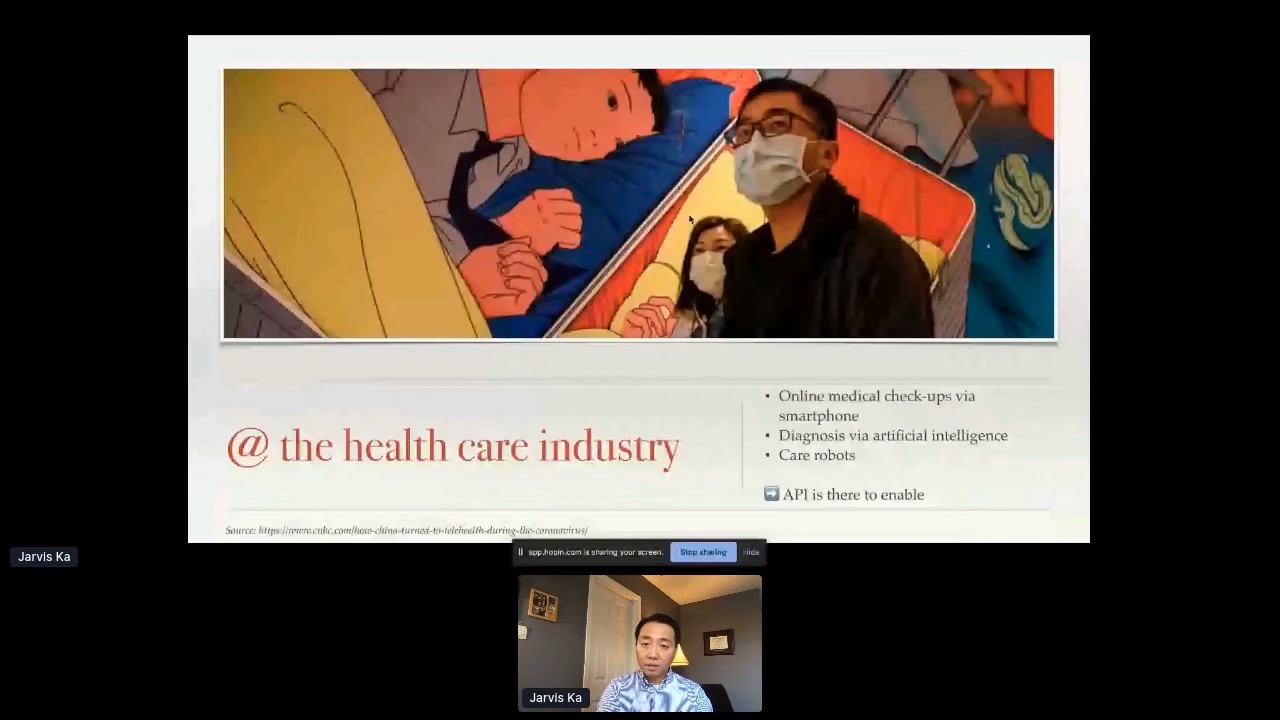 @ the health care industry
▪ Online medical check-ups via
smartphone
▪ Diagnosis via artificial intelligence
▪ Care robots
➡ API is there to enable
Source: https://www.cnbc.com/how-china-turned-to-telehealth-during-the-coronavirus/
app.hopin.com is sharing your screen. Stop sharing Hide
Jarvis Ka
Jarvis Ka